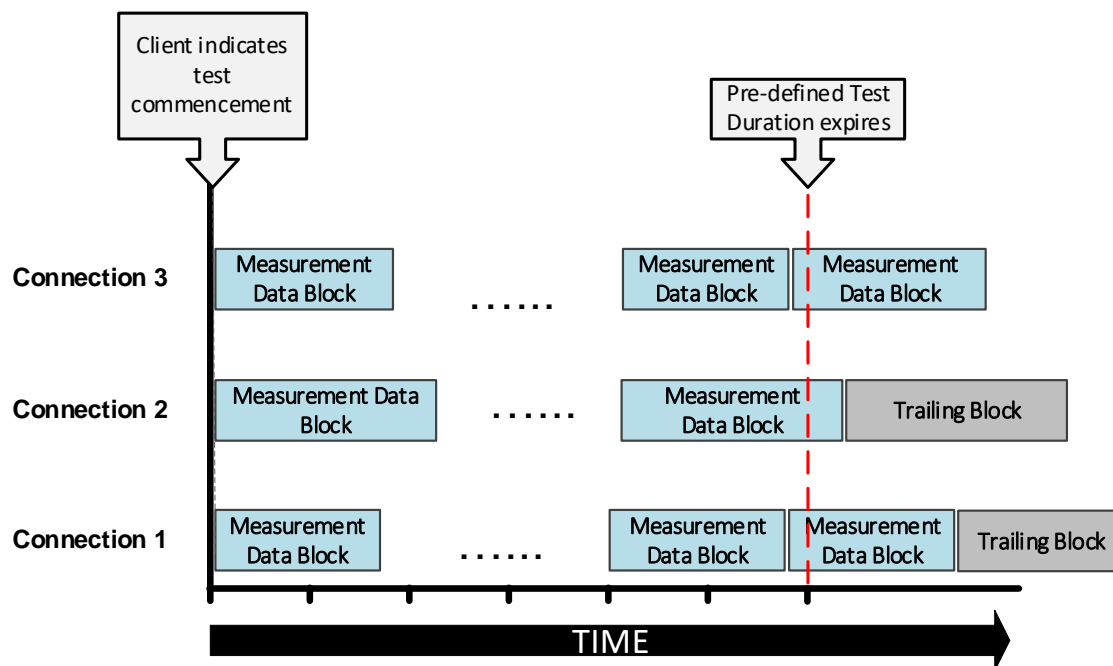 Client indicates
test
commencement
Pre-defined Test
Duration expires
Connection 3
Measurement
Data Block
......
Measurement
Data Block
Measurement
Data Block
Connection 2
Measurement Data
Block
......
Measurement
Data Block
Trailing Block
Connection 1
Measurement
Data Block
......
Measurement
Data Block
Measurement
Data Block
Trailing Block
TIME